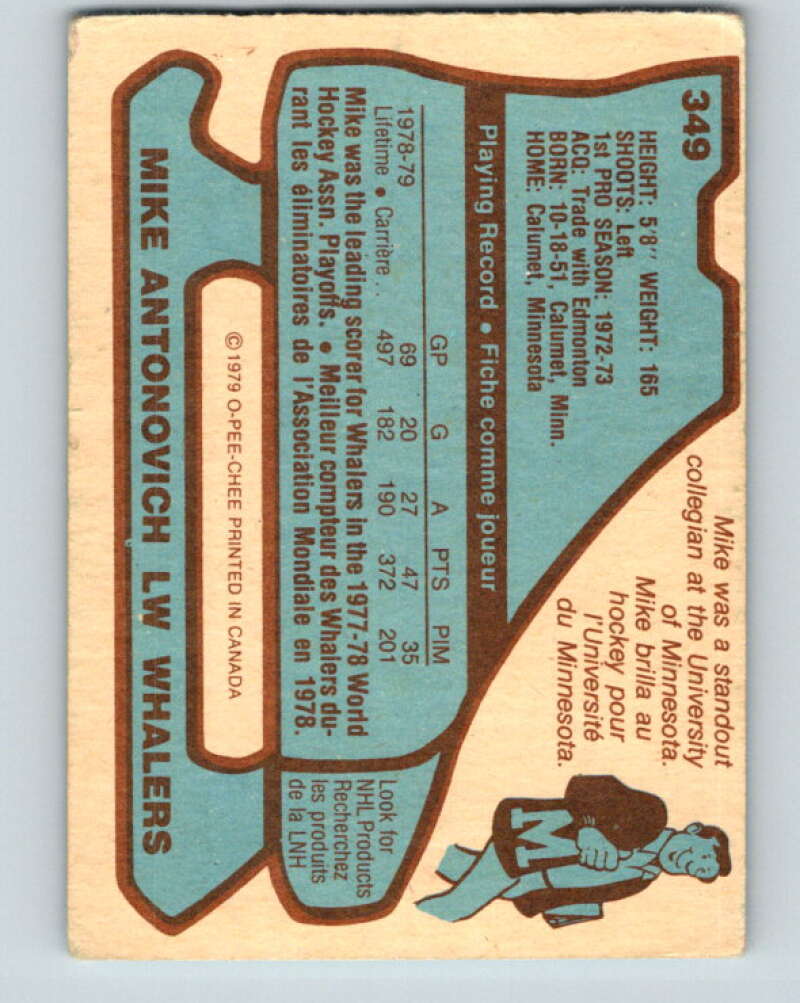 349
HEIGHT: 5'8" WEIGHT: 165
SHOOTS: Left
1st PRO SEASON: 1972-73
ACQ: Trade with Edmonton
BORN: 10-18-51, Calumet, Minn.
HOME: Calumet, Minnesota
Mike was a standout
collegian at the University
of Minnesota.
Mike brilla au
hockey pour
l'Université
du Minnesota.
M
Playing Record • Fiche comme joueur
GP G A PTS PIM
1978-79 69 20 27 47 35
Lifetime • Carrière . . 497 182 190 372 201
Mike was the leading scorer for Whalers in the 1977-78 World
Hockey Assn. Playoffs. • Meilleur compteur des Whalers du-
rant les éliminatoires de l'Association Mondiale en 1978.
Look for
NHL Products
Recherchez
les produits
de la LNH
© 1979 O-PEE-CHEE PRINTED IN CANADA
MIKE ANTONOVICH LW WHALERS